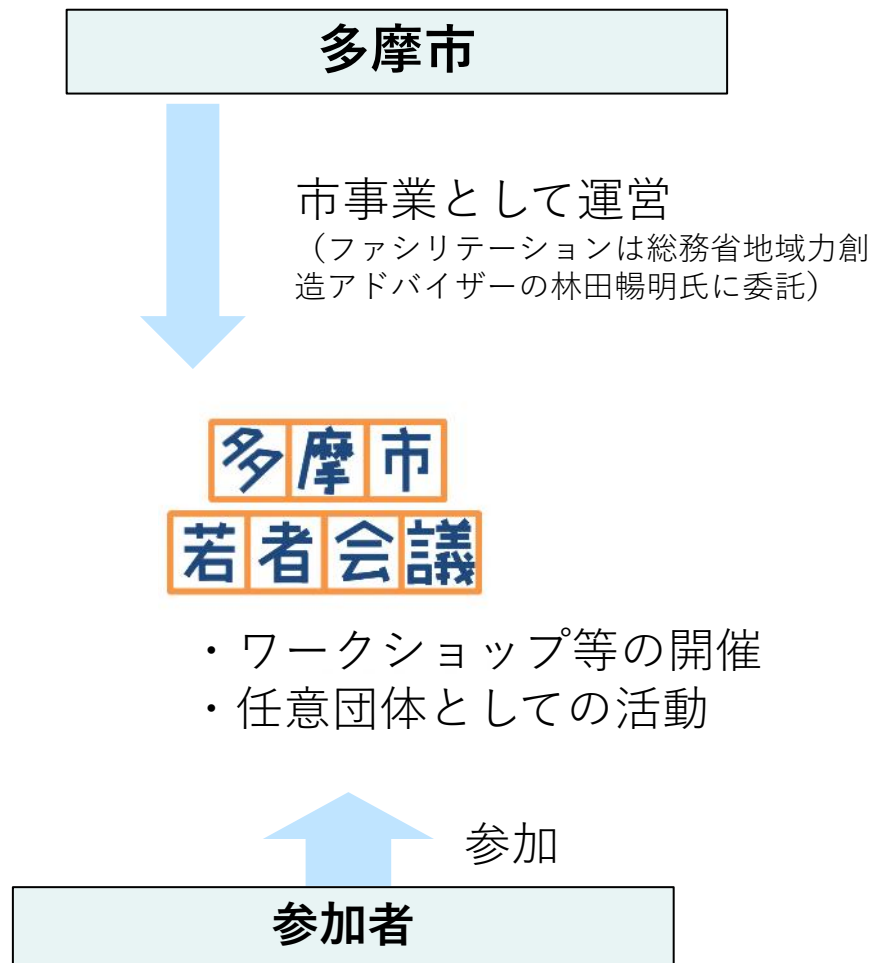 多摩市
市事業として運営
（ファシリテーションは総務省地域力創
造アドバイザーの林田暢明氏に委託）
多摩市
若者会議
・ワークショップ等の開催
・任意団体としての活動
参加
参加者